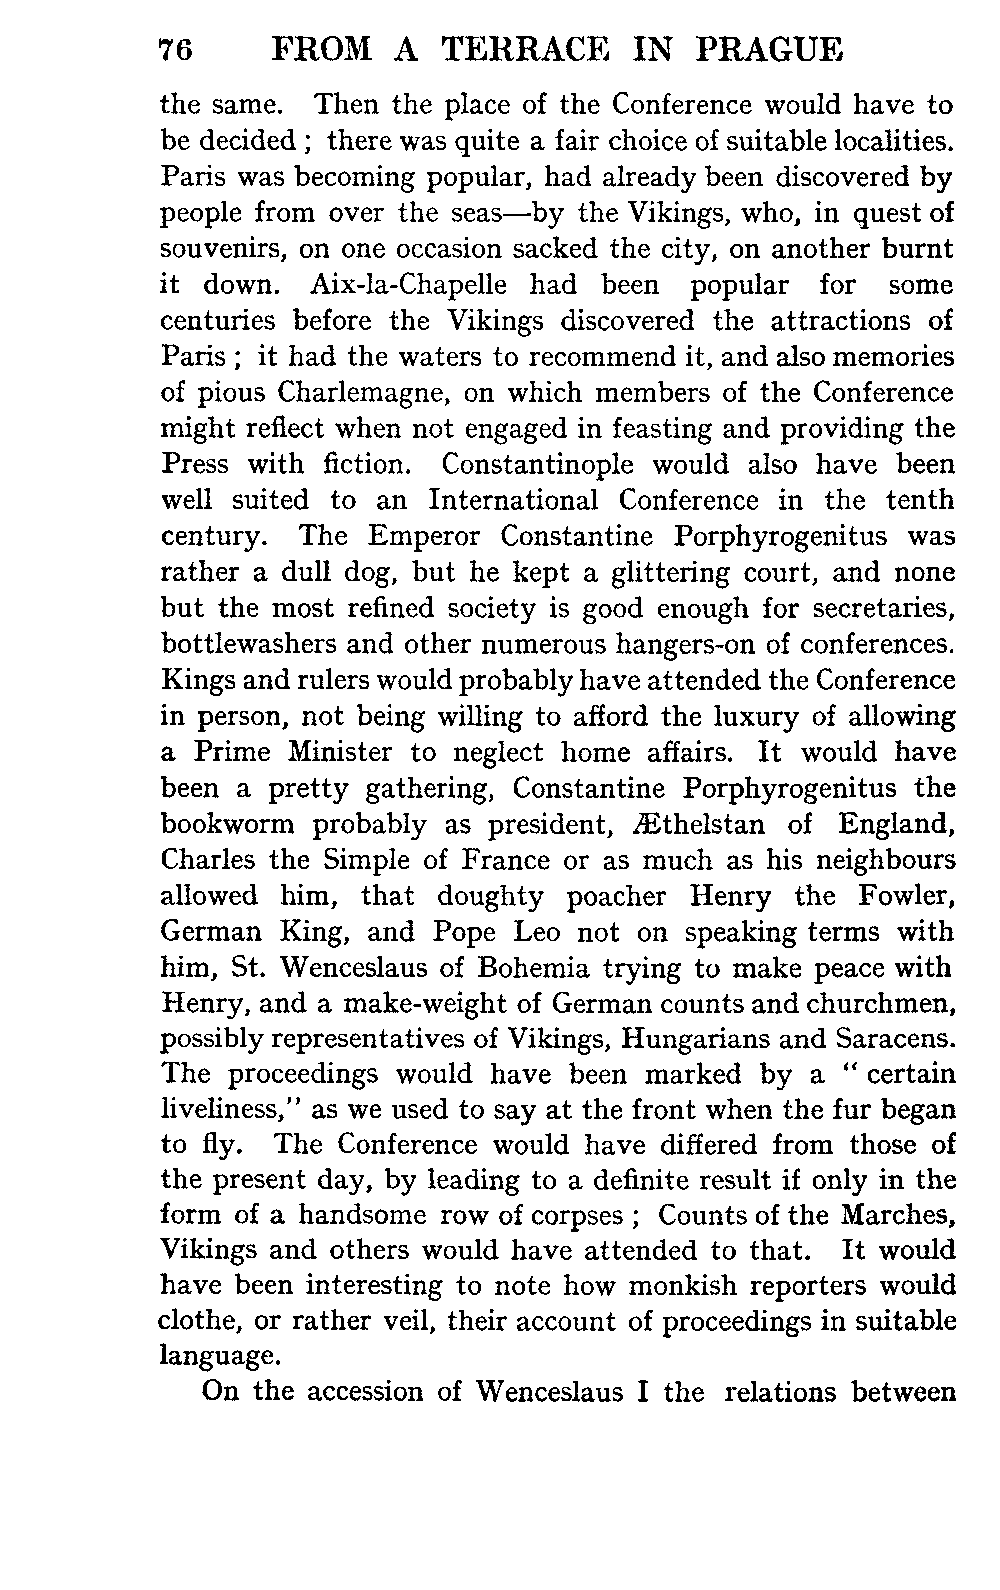 76 FROM A TERRACE IN PRAGUE
the same. Then the place of the Conference would have to
be decided ; there was quite a fair choice of suitable localities.
Paris was becoming popular, had already been discovered by
people from over the seas—by the Vikings, who, in quest of
souvenirs, on one occasion sacked the city, on another burnt
it down. Aix-la-Chapelle had been popular for some
centuries before the Vikings discovered the attractions of
Paris ; it had the waters to recommend it, and also memories
of pious Charlemagne, on which members of the Conference
might reflect when not engaged in feasting and providing the
Press with fiction. Constantinople would also have been
well suited to an International Conference in the tenth
century. The Emperor Constantine Porphyrogenitus was
rather a dull dog, but he kept a glittering court, and none
but the most refined society is good enough for secretaries,
bottlewashers and other numerous hangers-on of conferences.
Kings and rulers would probably have attended the Conference
in person, not being willing to afford the luxury of allowing
a Prime Minister to neglect home affairs. It would have
been a pretty gathering, Constantine Porphyrogenitus the
bookworm probably as president, Æthelstan of England,
Charles the Simple of France or as much as his neighbours
allowed him, that doughty poacher Henry the Fowler,
German King, and Pope Leo not on speaking terms with
him, St. Wenceslaus of Bohemia trying to make peace with
Henry, and a make-weight of German counts and churchmen,
possibly representatives of Vikings, Hungarians and Saracens.
The proceedings would have been marked by a “ certain
liveliness,” as we used to say at the front when the fur began
to fly. The Conference would have differed from those of
the present day, by leading to a definite result if only in the
form of a handsome row of corpses ; Counts of the Marches,
Vikings and others would have attended to that. It would
have been interesting to note how monkish reporters would
clothe, or rather veil, their account of proceedings in suitable
language.
On the accession of Wenceslaus I the relations between